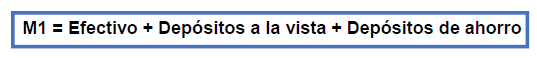 M1 = Efectivo + Depósitos a la vista + Depósitos de ahorro